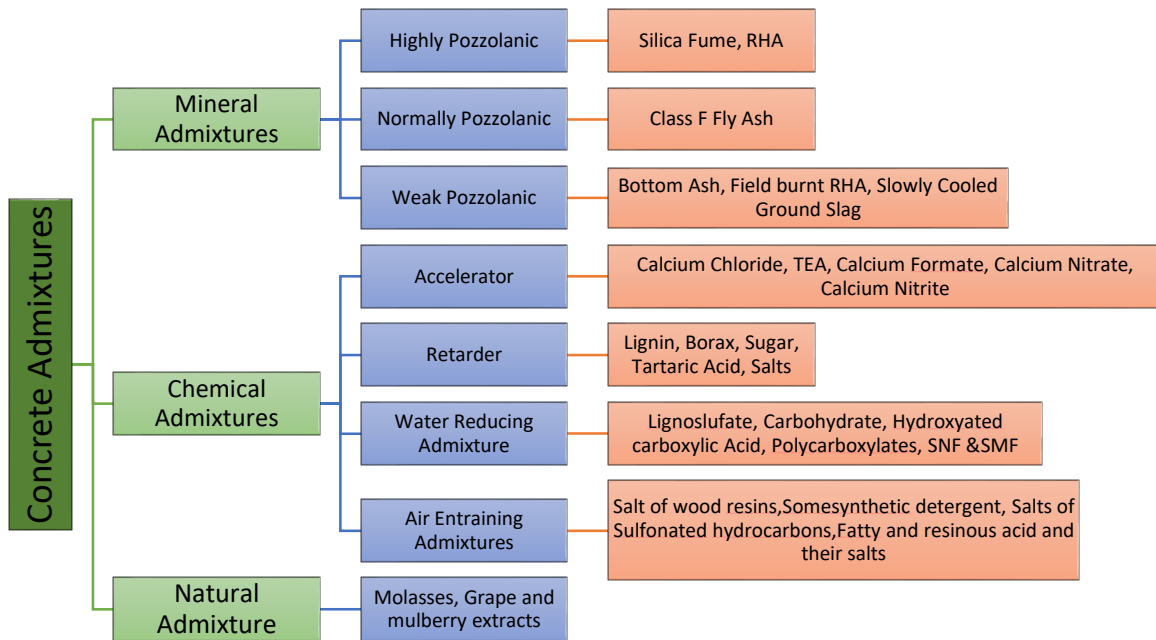 Concrete Admixtures
Mineral
Admixtures
Highly Pozzolanic
Silica Fume, RHA
Normally Pozzolanic
Class F Fly Ash
Weak Pozzolanic
Bottom Ash, Field burnt RHA, Slowly Cooled
Ground Slag
Chemical
Admixtures
Accelerator
Calcium Chloride, TEA, Calcium Formate, Calcium Nitrate,
Calcium Nitrite
Retarder
Lignin, Borax, Sugar,
Tartaric Acid, Salts
Water Reducing
Admixture
Lignoslufate, Carbohydrate, Hydroxyated
carboxylic Acid, Polycarboxylates, SNF &SMF
Air Entraining
Admixtures
Salt of wood resins,Somesynthetic detergent, Salts of
Sulfonated hydrocarbons,Fatty and resinous acid and
their salts
Natural
Admixture
Molasses, Grape and
mulberry extracts